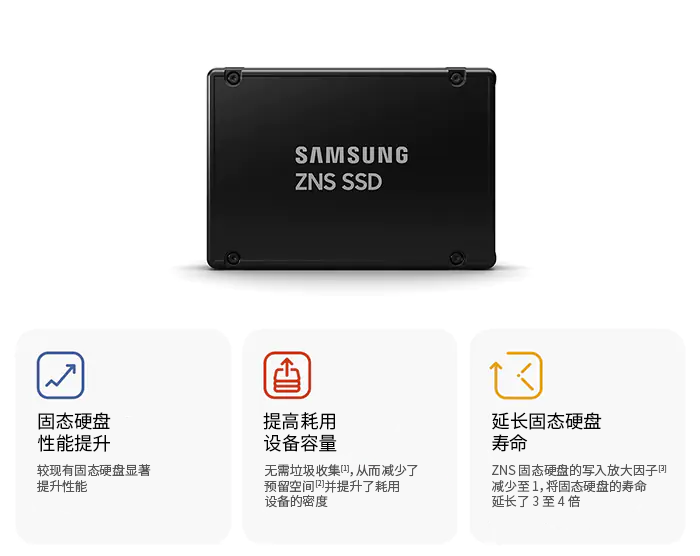 SAMSUNG
ZNS SSD
固态硬盘
性能提升
较现有固态硬盘显著
提升性能
提高耗用
设备容量
无需垃圾收集[1], 从而减少了
预留空间[2]并提升了耗用
设备的密度
延长固态硬盘
寿命
ZNS 固态硬盘的写入放大因子[3]
减少至 1, 将固态硬盘的寿命
延长了 3 至 4 倍